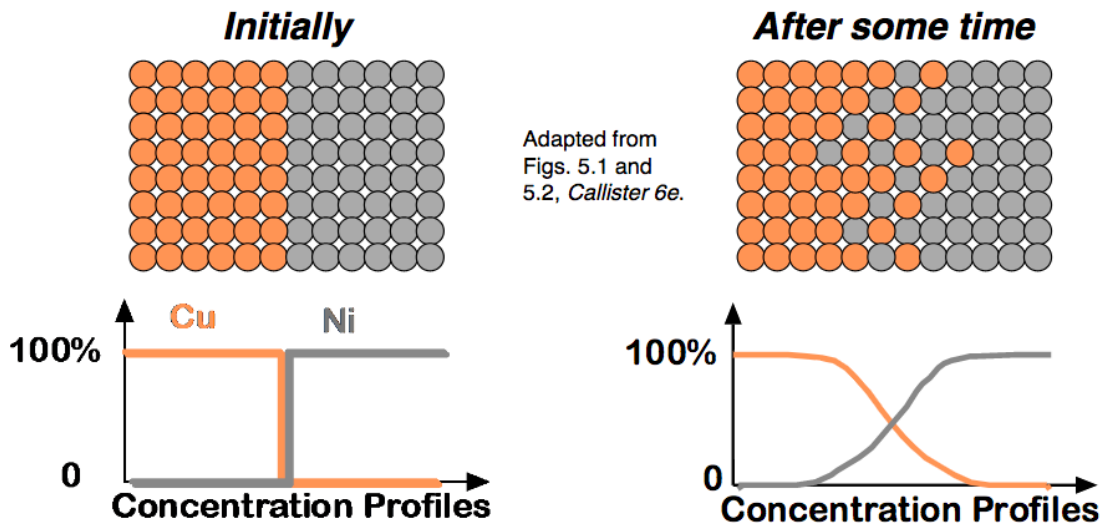 Initially
After some time
Adapted from
Figs. 5.1 and
5.2, Callister 6e.
Cu
Ni
100%
0
Concentration Profiles
100%
0
Concentration Profiles